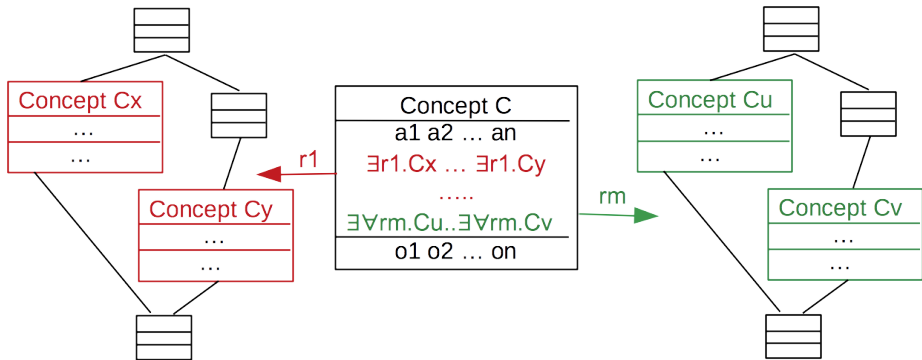 Concept Cx
...
...
Concept Cy
...
...
r1
Concept C
a1 a2 ... an
∃r1.Cx ... ∃r1.Cy
.....
∃∀rm.Cu..∃∀rm.Cv
o1 o2 ... on
rm
Concept Cu
...
...
Concept Cv
...
...